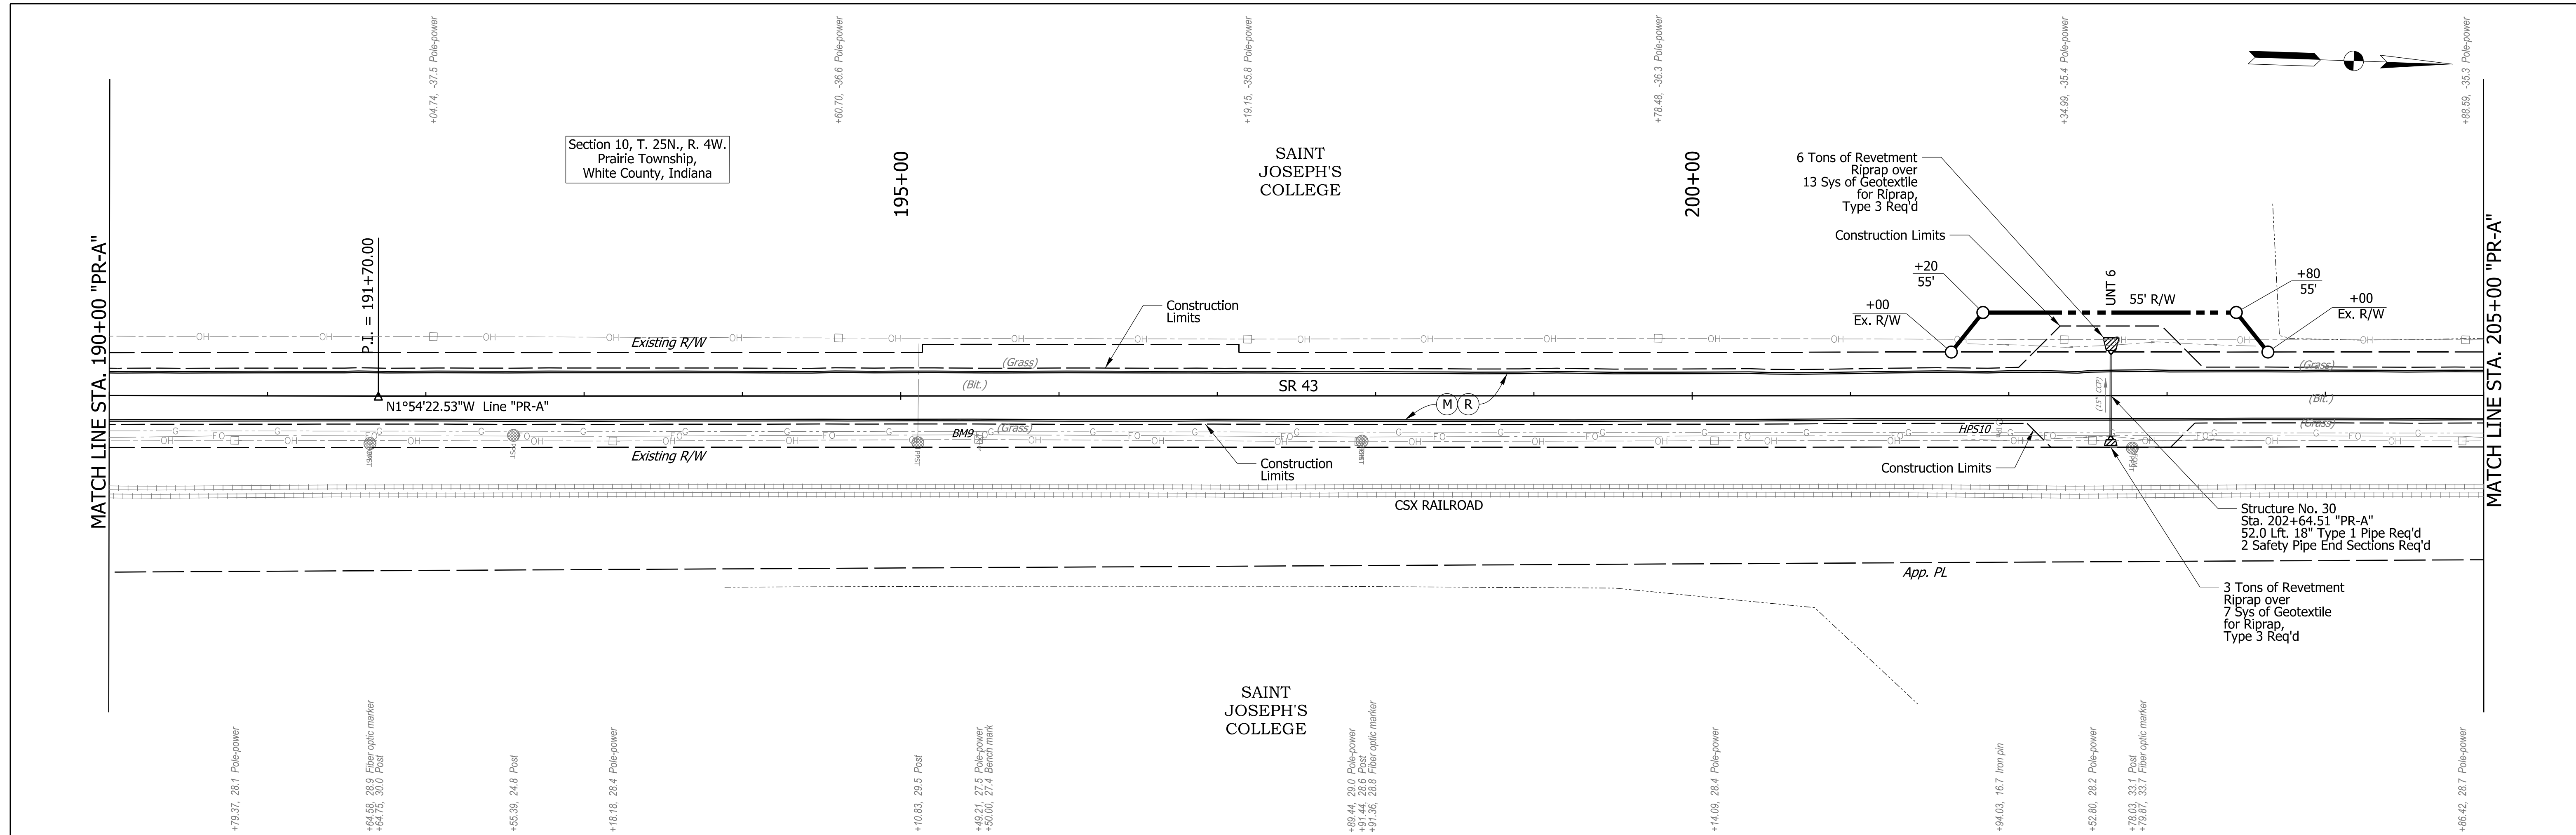 +04.74, -37.5 Pole-power
+60.70, -36.6 Pole-power
+19.15, -35.8 Pole-power
+78.48, -36.3 Pole-power
+34.99, -35.4 Pole-power
+88.59, -35.3 Pole-power
Section 10, T. 25N., R. 4W.
Prairie Township,
White County, Indiana
195+00
SAINT
JOSEPH'S
COLLEGE
200+00
6 Tons of Revetment
Riprap over
13 Sys of Geotextile
for Riprap,
Type 3 Req'd
Construction Limits
MATCH LINE STA. 190+00 "PR-A"
P.I. = 191+70.00
Construction
Limits
+20
55'
+00
Ex. R/W
UNT 6
55' R/W
+80
55'
+00
Ex. R/W
MATCH LINE STA. 205+00 "PR-A"
Existing R/W
(Grass)
(Grass)
(Bit.)
SR 43
(Bit.)
N1°54'22.53"W Line "PR-A"
M R
(15" CCP)
(Grass)
(Grass)
BM9
HPS10
Existing R/W
Construction
Limits
Construction Limits
CSX RAILROAD
Structure No. 30
Sta. 202+64.51 "PR-A"
52.0 Lft. 18" Type 1 Pipe Req'd
2 Safety Pipe End Sections Req'd
App. PL
3 Tons of Revetment
Riprap over
7 Sys of Geotextile
for Riprap,
Type 3 Req'd
SAINT
JOSEPH'S
COLLEGE
+79.37, 28.1 Pole-power
+64.58, 28.9 Fiber optic marker
+64.75, 30.0 Post
+55.39, 24.8 Post
+18.18, 28.4 Pole-power
+10.83, 29.5 Post
+49.21, 27.5 Pole-power
+50.00, 27.4 Bench mark
+89.44, 29.0 Pole-power
+91.44, 28.6 Post
+91.36, 28.8 Fiber optic marker
+14.09, 28.4 Pole-power
+94.03, 16.7 Iron pin
+52.80, 28.2 Pole-power
+78.03, 33.1 Post
+79.87, 33.7 Fiber optic marker
+86.42, 28.7 Pole-power